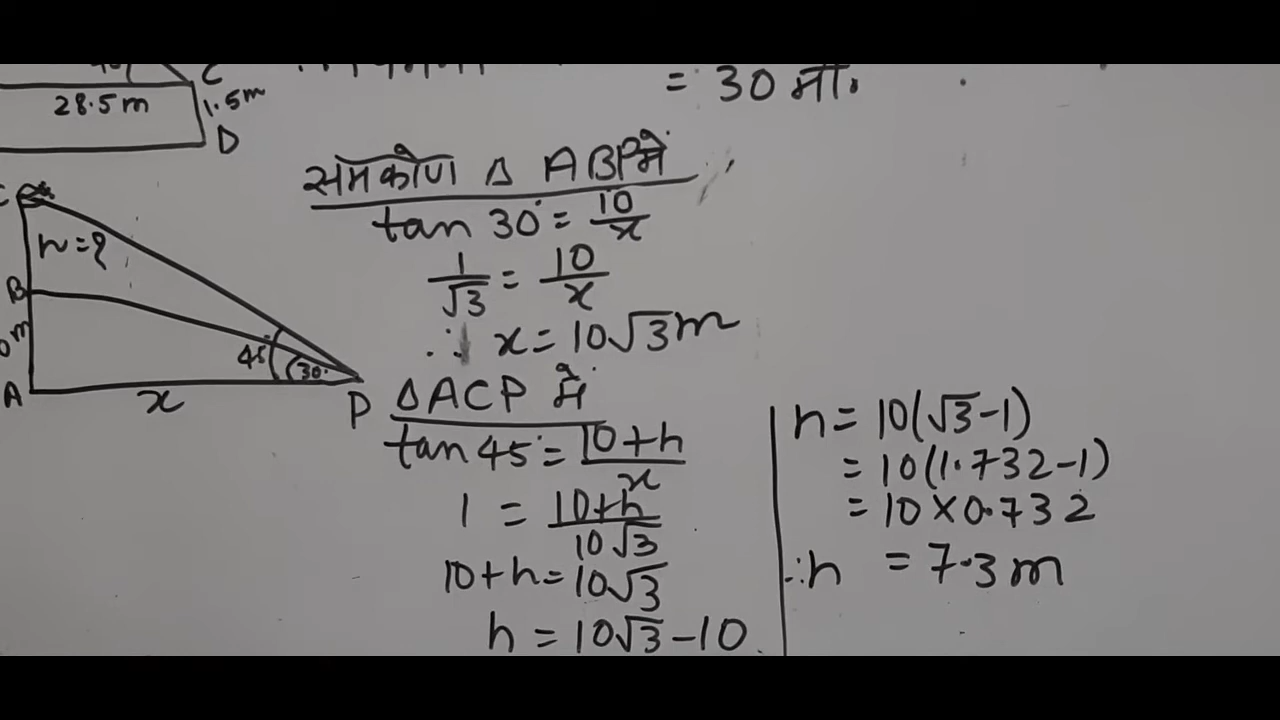 C
28.5m
1.5m
= 30 मी.
D
समकोण Δ ABP में
tan 30° = 10/x
1/√3 = 10/x
∴ x = 10√3 m
C
h = ?
B
45° 30°
A
x
P
Δ ACP में
tan 45° = 10+h/x
1 = 10+h/10√3
10+h = 10√3
h = 10√3 - 10
h = 10(√3-1)
= 10(1.732-1)
= 10×0.732
∴ h = 7.3 m